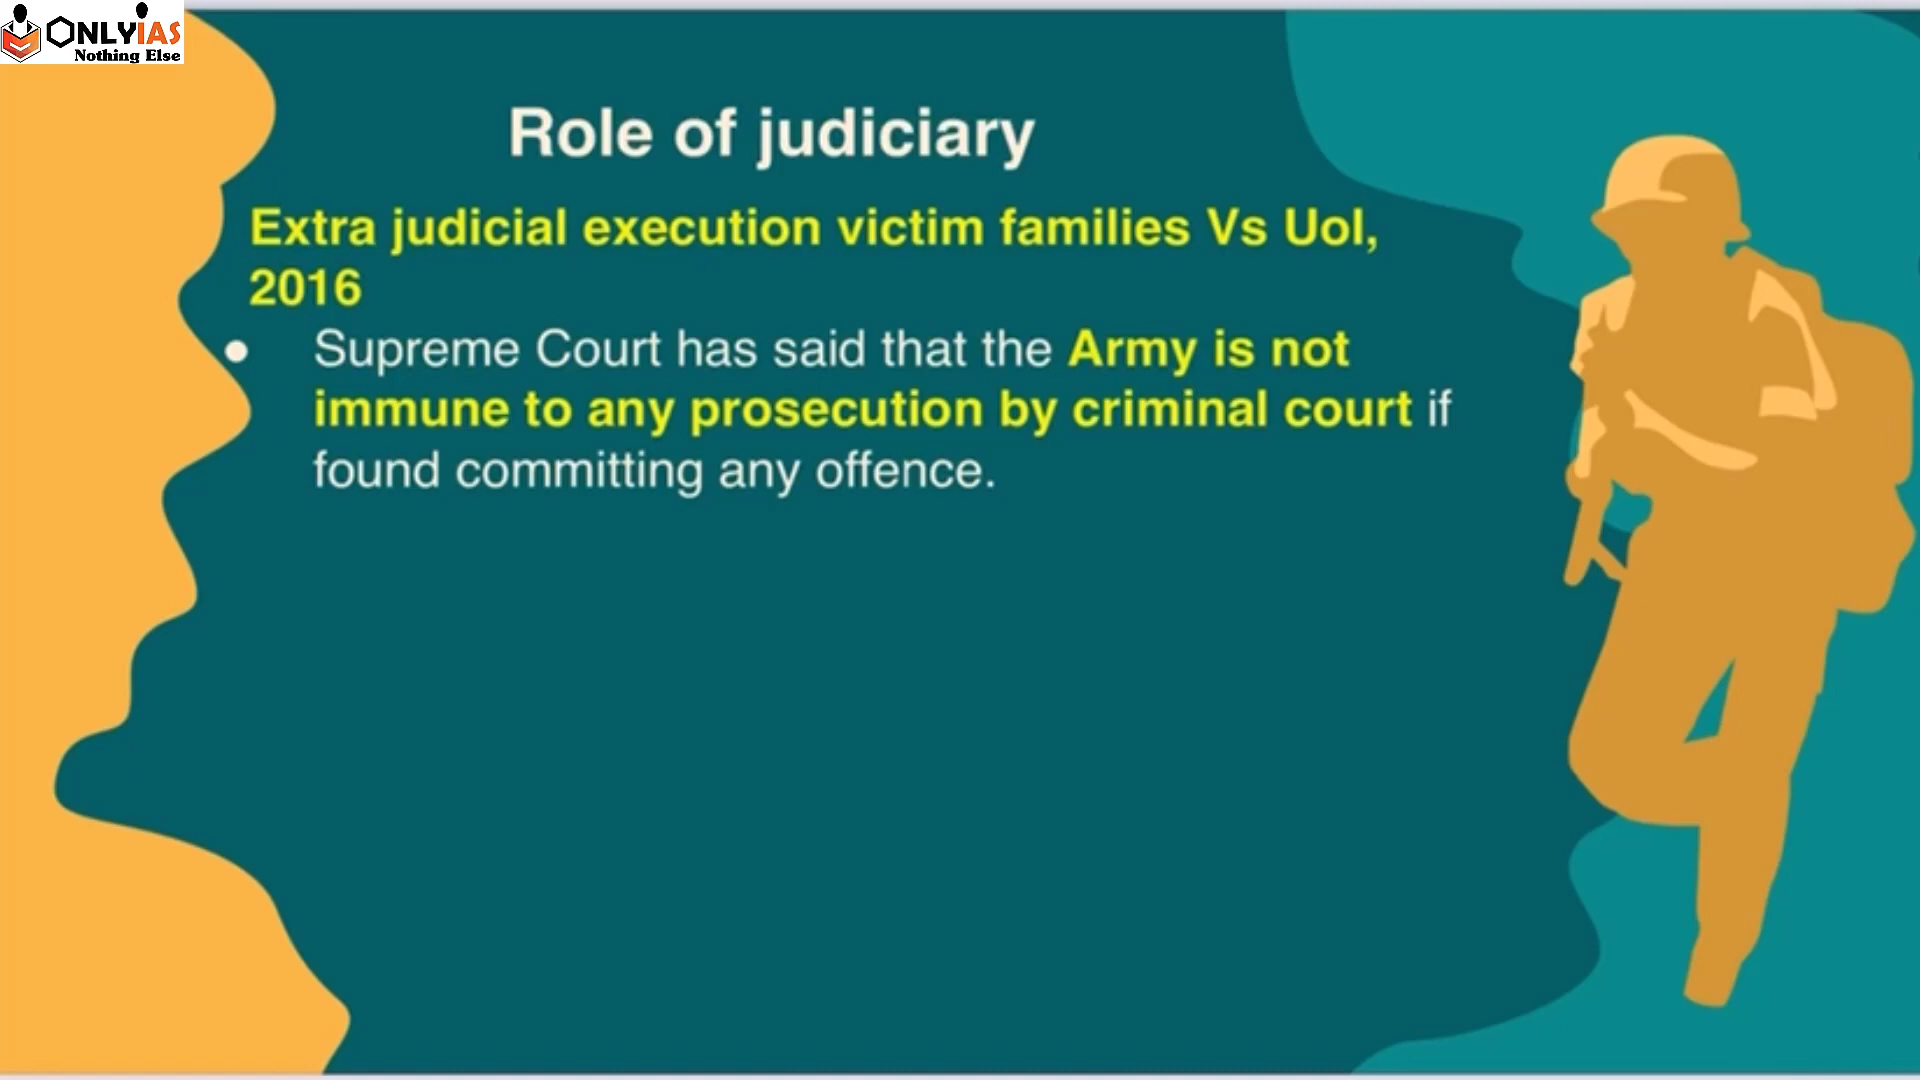 ONLYIAS
Nothing Else
Role of judiciary
Extra judicial execution victim families Vs UoI,
2016
● Supreme Court has said that the Army is not
immune to any prosecution by criminal court if
found committing any offence.